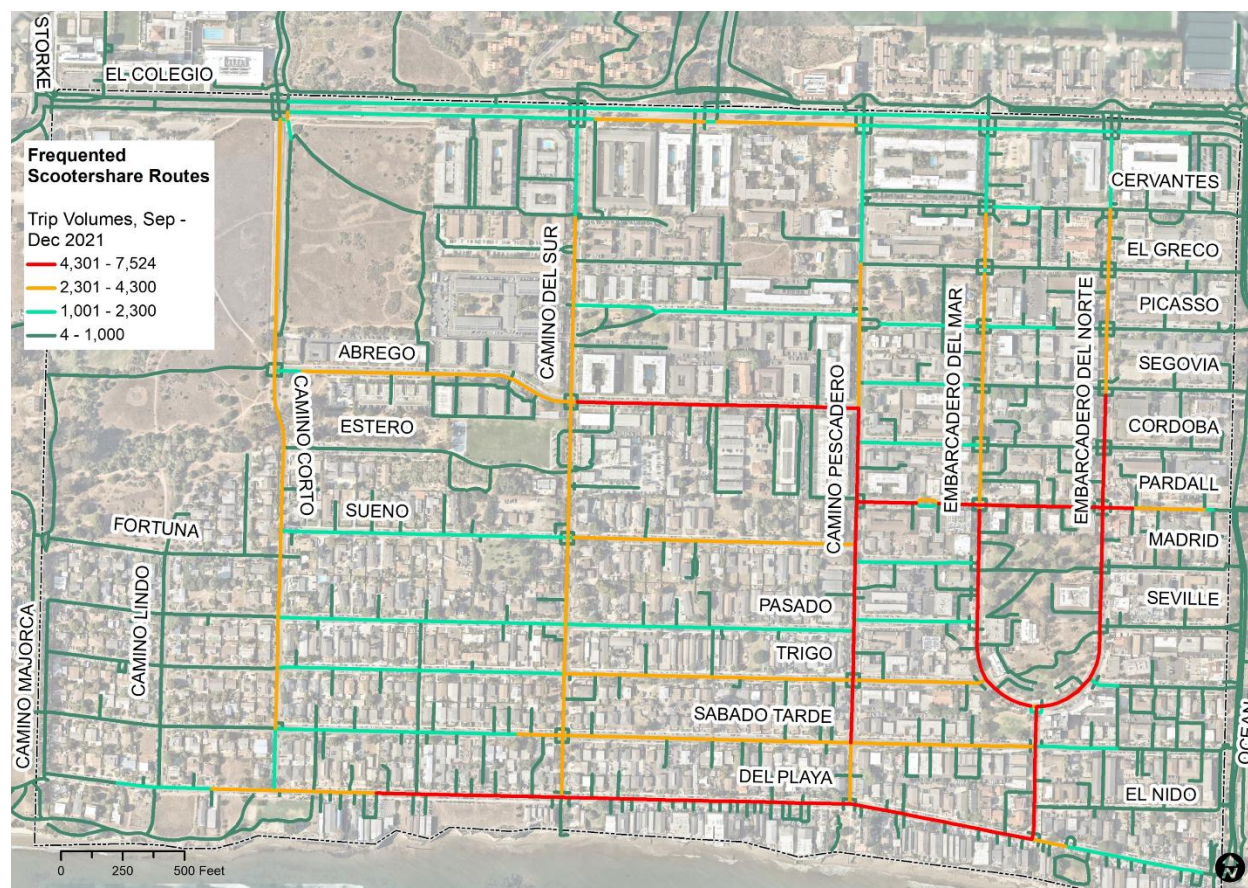 STORKE
EL COLEGIO
Frequented
Scootershare Routes
Trip Volumes, Sep -
Dec 2021
4,301 - 7,524
2,301 - 4,300
1,001 - 2,300
4 - 1,000
CERVANTES
EL GRECO
PICASSO
SEGOVIA
CORDOBA
PARDALL
MADRID
SEVILLE
CAMINO DEL SUR
EMBARCADERO DEL MAR
EMBARCADERO DEL NORTE
ABREGO
CAMINO CORTO
ESTERO
CAMINO PESCADERO
SUENO
FORTUNA
CAMINO LINDO
CAMINO MAJORCA
PASADO
TRIGO
SABADO TARDE
DEL PLAYA
EL NIDO
OCEAN
0 250 500 Feet
N